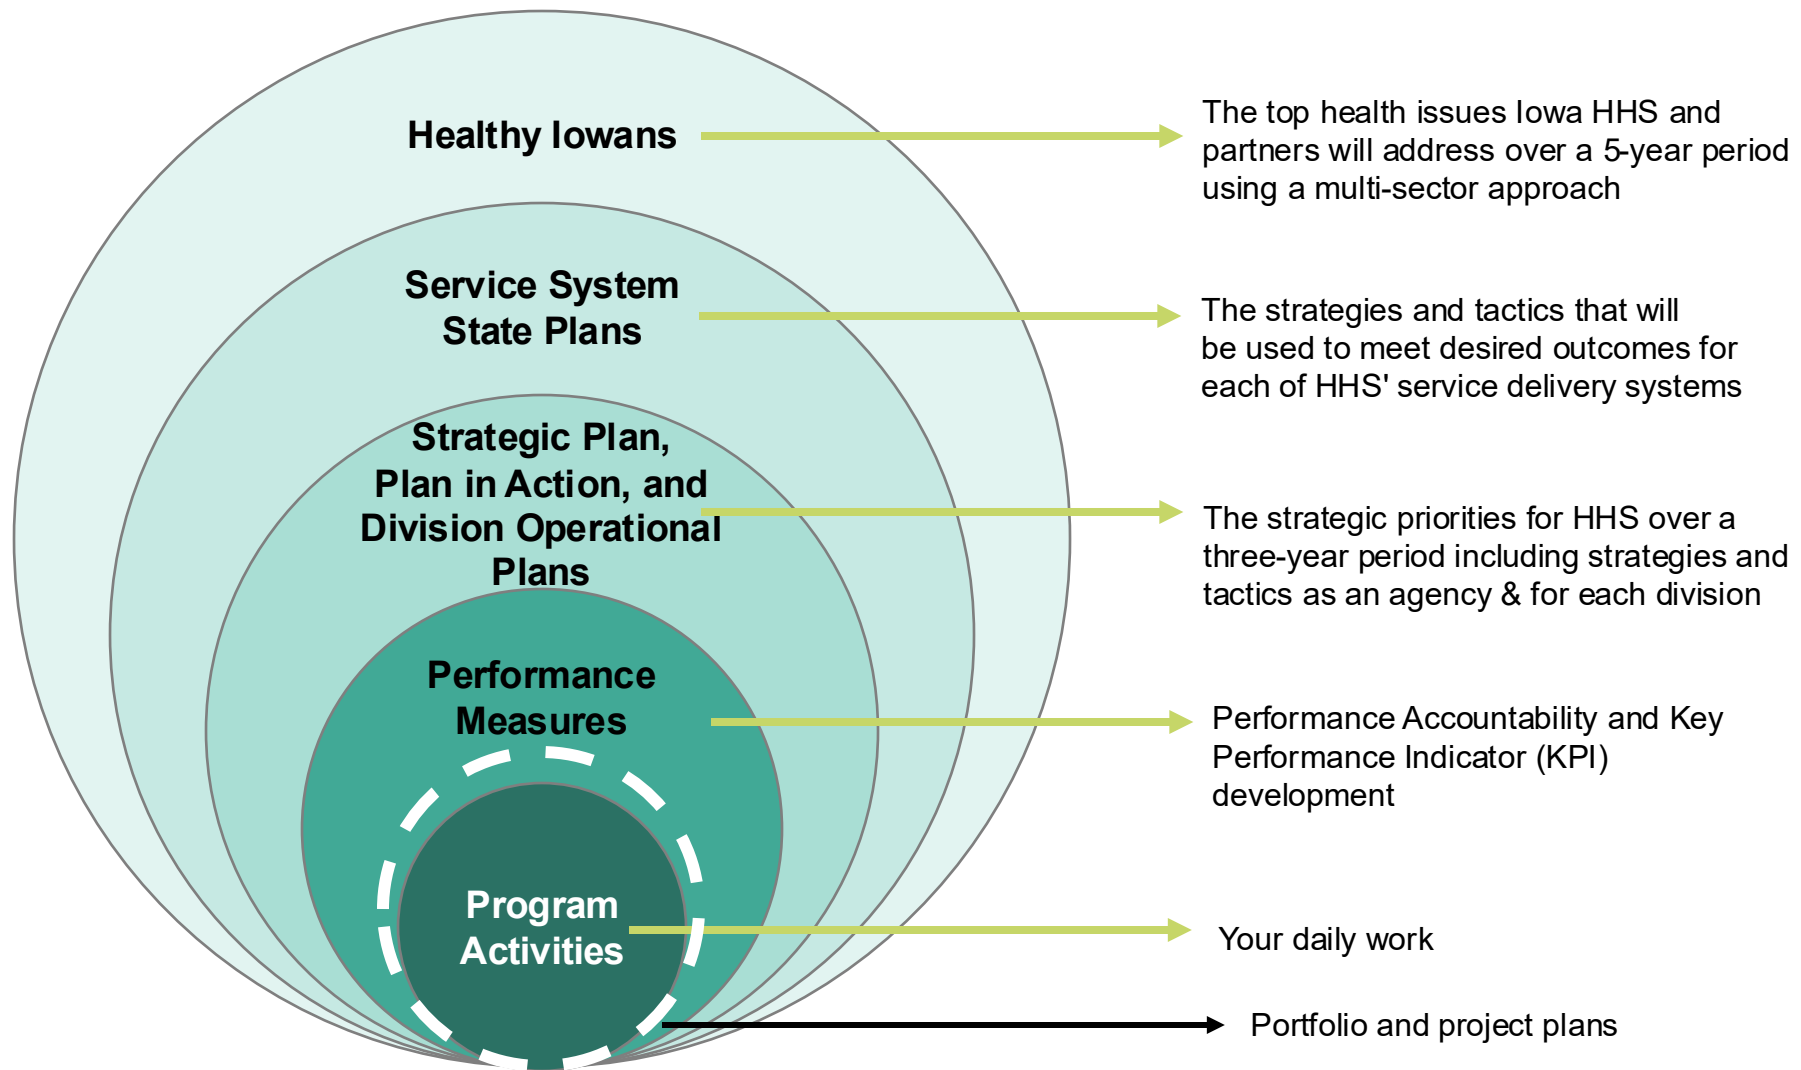 Healthy Iowans
The top health issues Iowa HHS and
partners will address over a 5-year period
using a multi-sector approach
Service System
State Plans
The strategies and tactics that will
be used to meet desired outcomes for
each of HHS' service delivery systems
Strategic Plan,
Plan in Action, and
Division Operational
Plans
The strategic priorities for HHS over a
three-year period including strategies and
tactics as an agency & for each division
Performance
Measures
Performance Accountability and Key
Performance Indicator (KPI)
development
Program
Activities
Your daily work
Portfolio and project plans